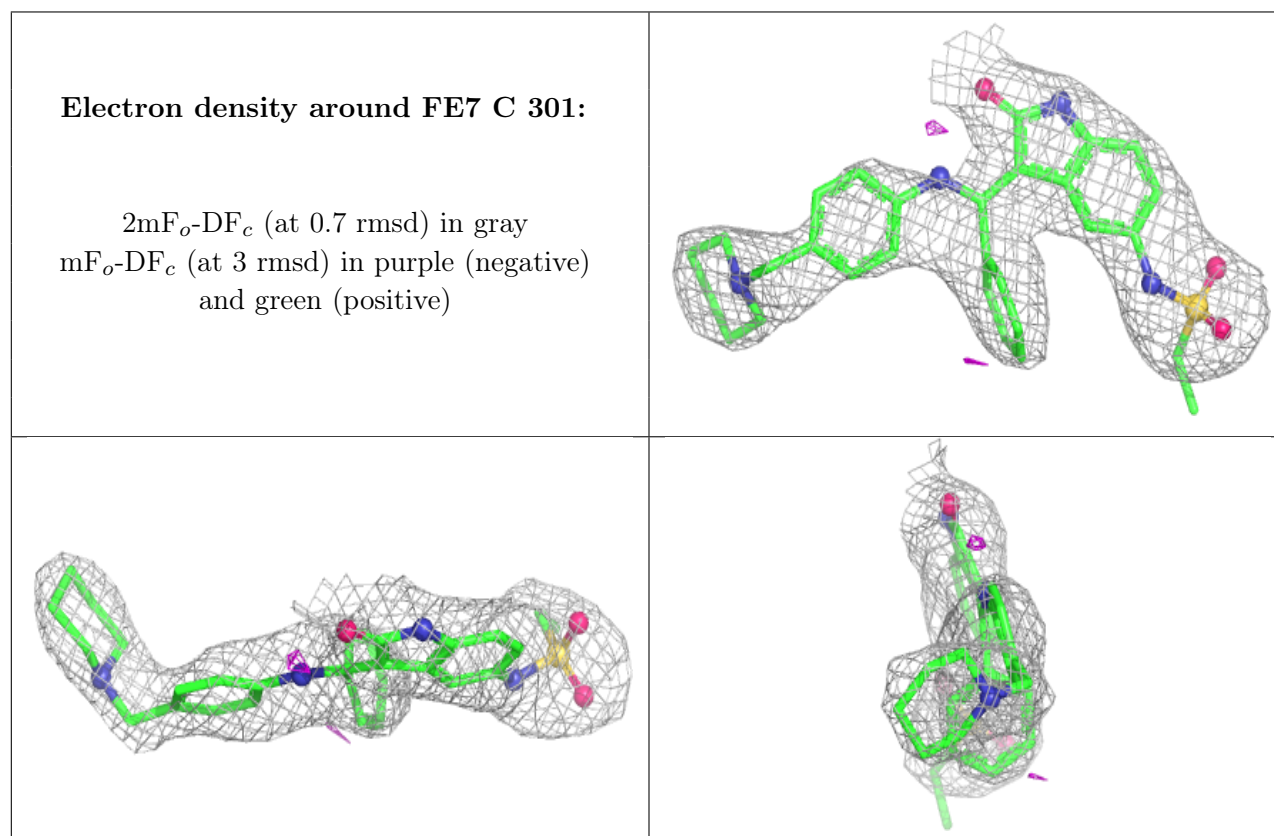 Electron density around FE7 C 301:
2mFₒ-DF𝒸 (at 0.7 rmsd) in gray
mFₒ-DF𝒸 (at 3 rmsd) in purple (negative)
and green (positive)